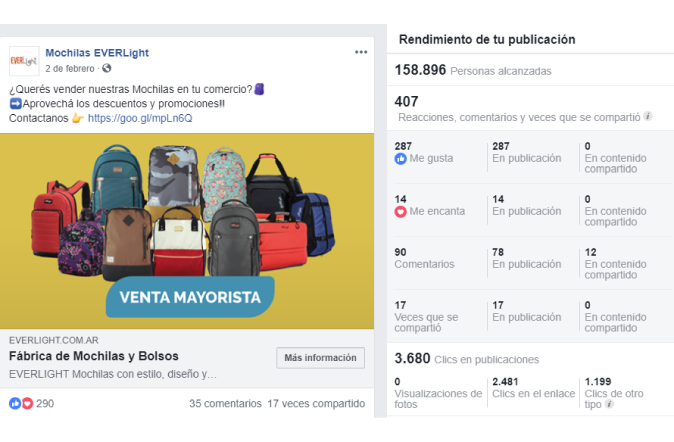 Mochilas EVERLight
2 de febrero ·
¿Querés vender nuestras Mochilas en tu comercio?
Aprovechá los descuentos y promociones!!!
Contactanos 👉 https://goo.gl/mpLn6Q
EVERLight
VENTA MAYORISTA
EVERLIGHT.COM.AR
Fábrica de Mochilas y Bolsos
EVERLIGHT Mochilas con estilo, diseño y…
Más información
290
35 comentarios 17 veces compartido
Rendimiento de tu publicación
158.896 Personas alcanzadas
407
Reacciones, comentarios y veces que se compartió
287 287 0
Me gusta En publicación En contenido
compartido
14 14 0
Me encanta En publicación En contenido
compartido
90 78 12
Comentarios En publicación En contenido
compartido
17 17 0
Veces que se En publicación En contenido
compartió compartido
3.680 Clics en publicaciones
0 2.481 1.199
Visualizaciones de Clics en el enlace Clics de otro
fotos tipo